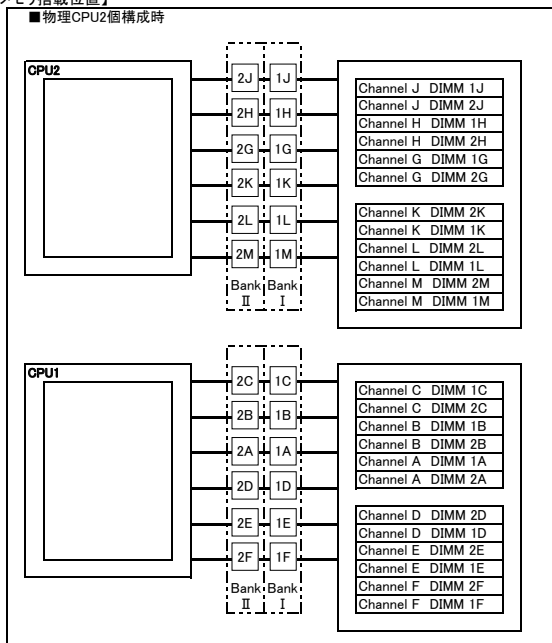 メモリ搭載位置】
■物理CPU2個構成時
CPU2
2J 1J
2H 1H
2G 1G
2K 1K
2L 1L
2M 1M
Bank Bank
Ⅱ Ⅰ
Channel J DIMM 1J
Channel J DIMM 2J
Channel H DIMM 1H
Channel H DIMM 2H
Channel G DIMM 1G
Channel G DIMM 2G
Channel K DIMM 2K
Channel K DIMM 1K
Channel L DIMM 2L
Channel L DIMM 1L
Channel M DIMM 2M
Channel M DIMM 1M
CPU1
2C 1C
2B 1B
2A 1A
2D 1D
2E 1E
2F 1F
Bank Bank
Ⅱ Ⅰ
Channel C DIMM 1C
Channel C DIMM 2C
Channel B DIMM 1B
Channel B DIMM 2B
Channel A DIMM 1A
Channel A DIMM 2A
Channel D DIMM 2D
Channel D DIMM 1D
Channel E DIMM 2E
Channel E DIMM 1E
Channel F DIMM 2F
Channel F DIMM 1F